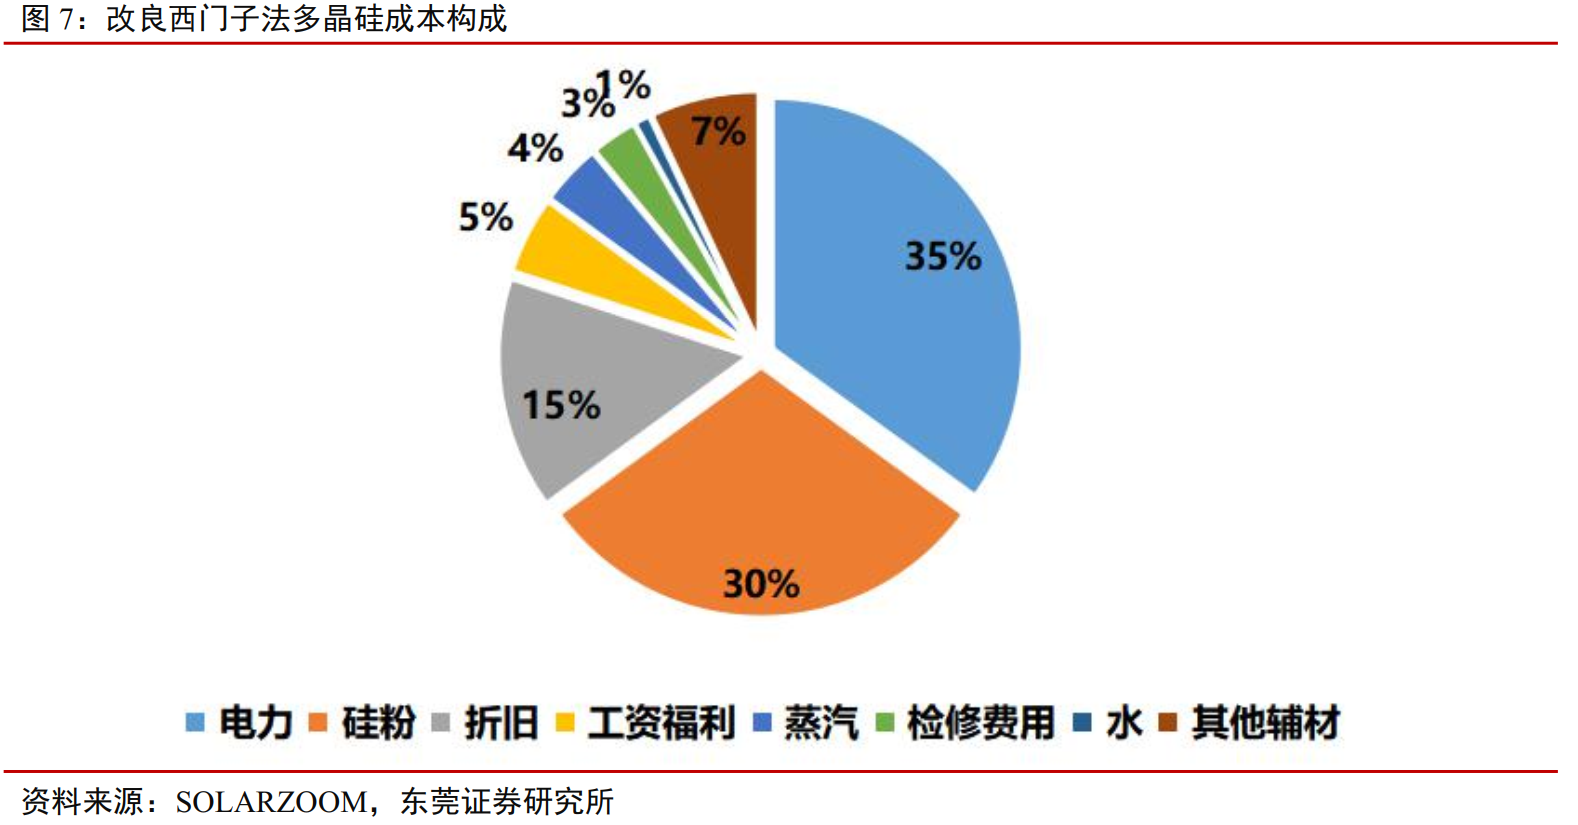 图 7：改良西门子法多晶硅成本构成
1%
3%
7%
4%
5%
35%
15%
30%
电力 硅粉 折旧 工资福利 蒸汽 检修费用 水 其他辅材
资料来源：SOLARZOOM，东莞证券研究所